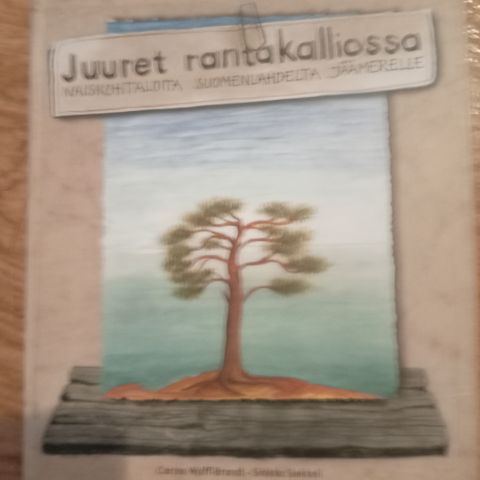 Juuret rantakalliossa
NAISKOHTALOITA SUOMENLAHDELTA JÄÄMERELLE